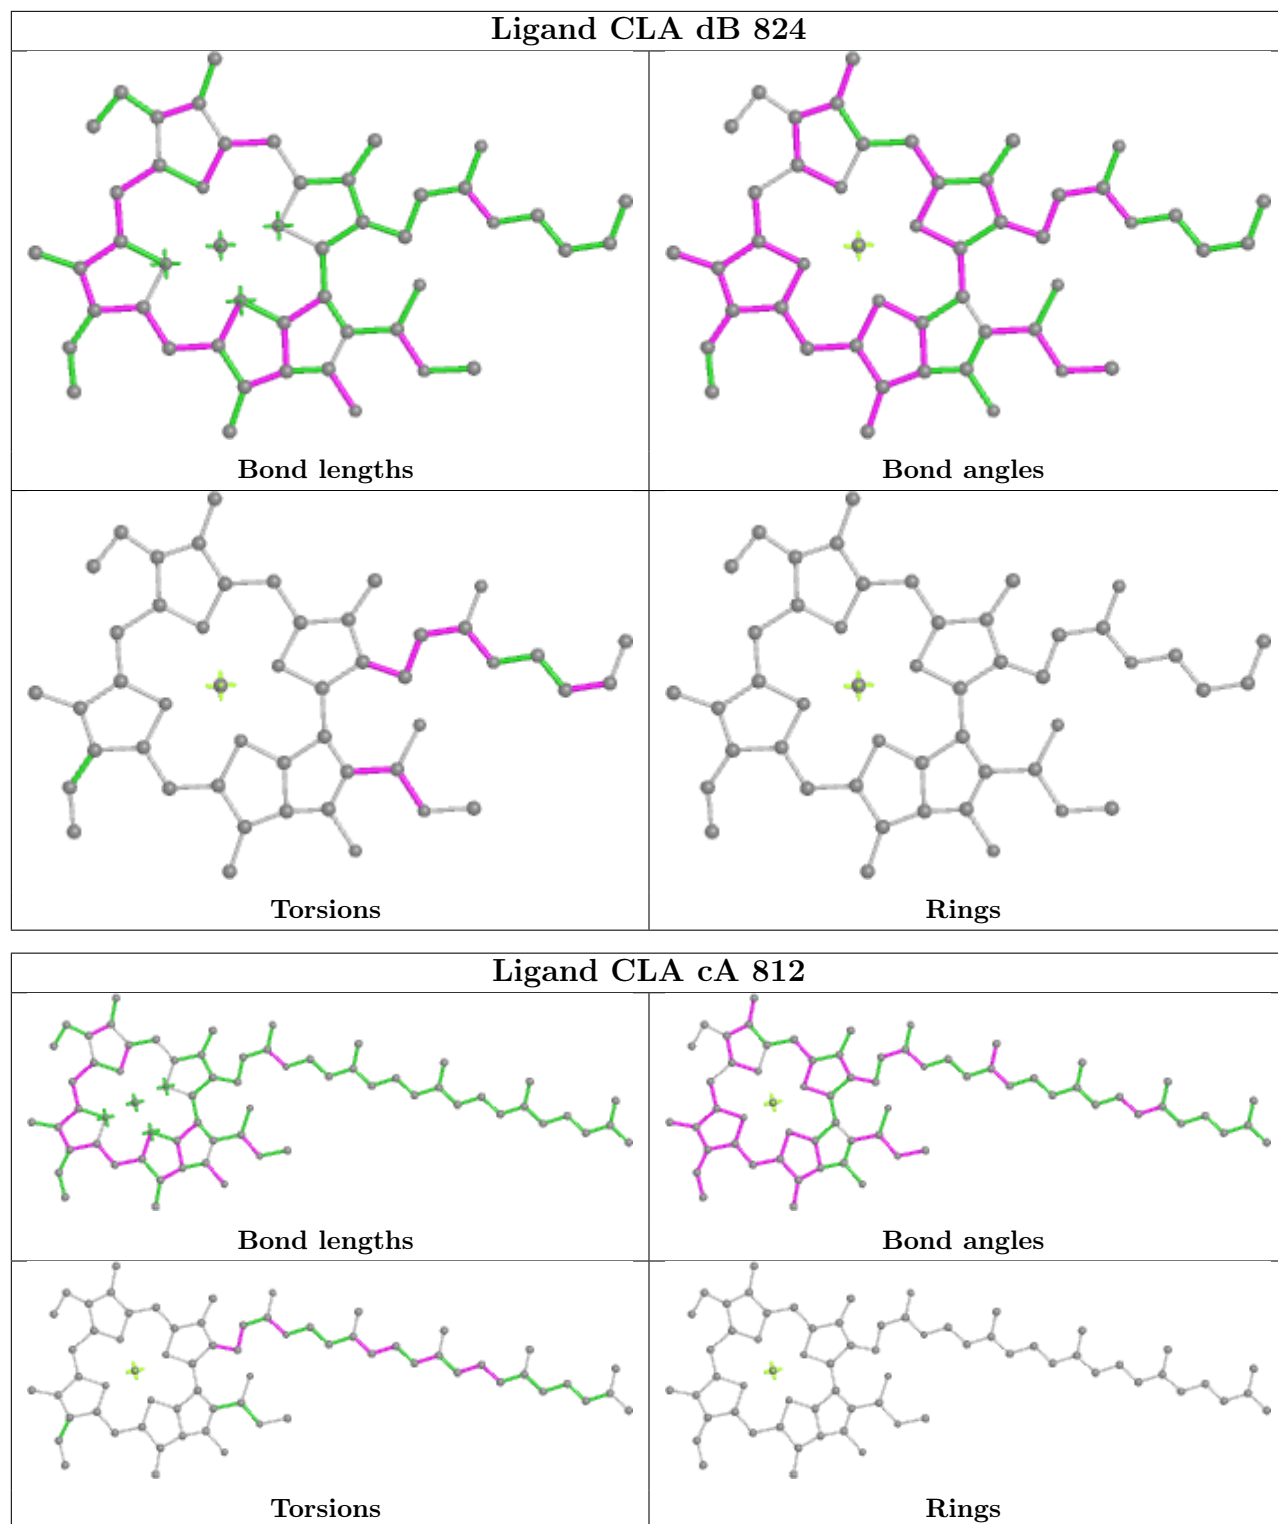 Ligand CLA dB 824
Bond lengths
Bond angles
Torsions
Rings
Ligand CLA cA 812
Bond lengths
Bond angles
Torsions
Rings